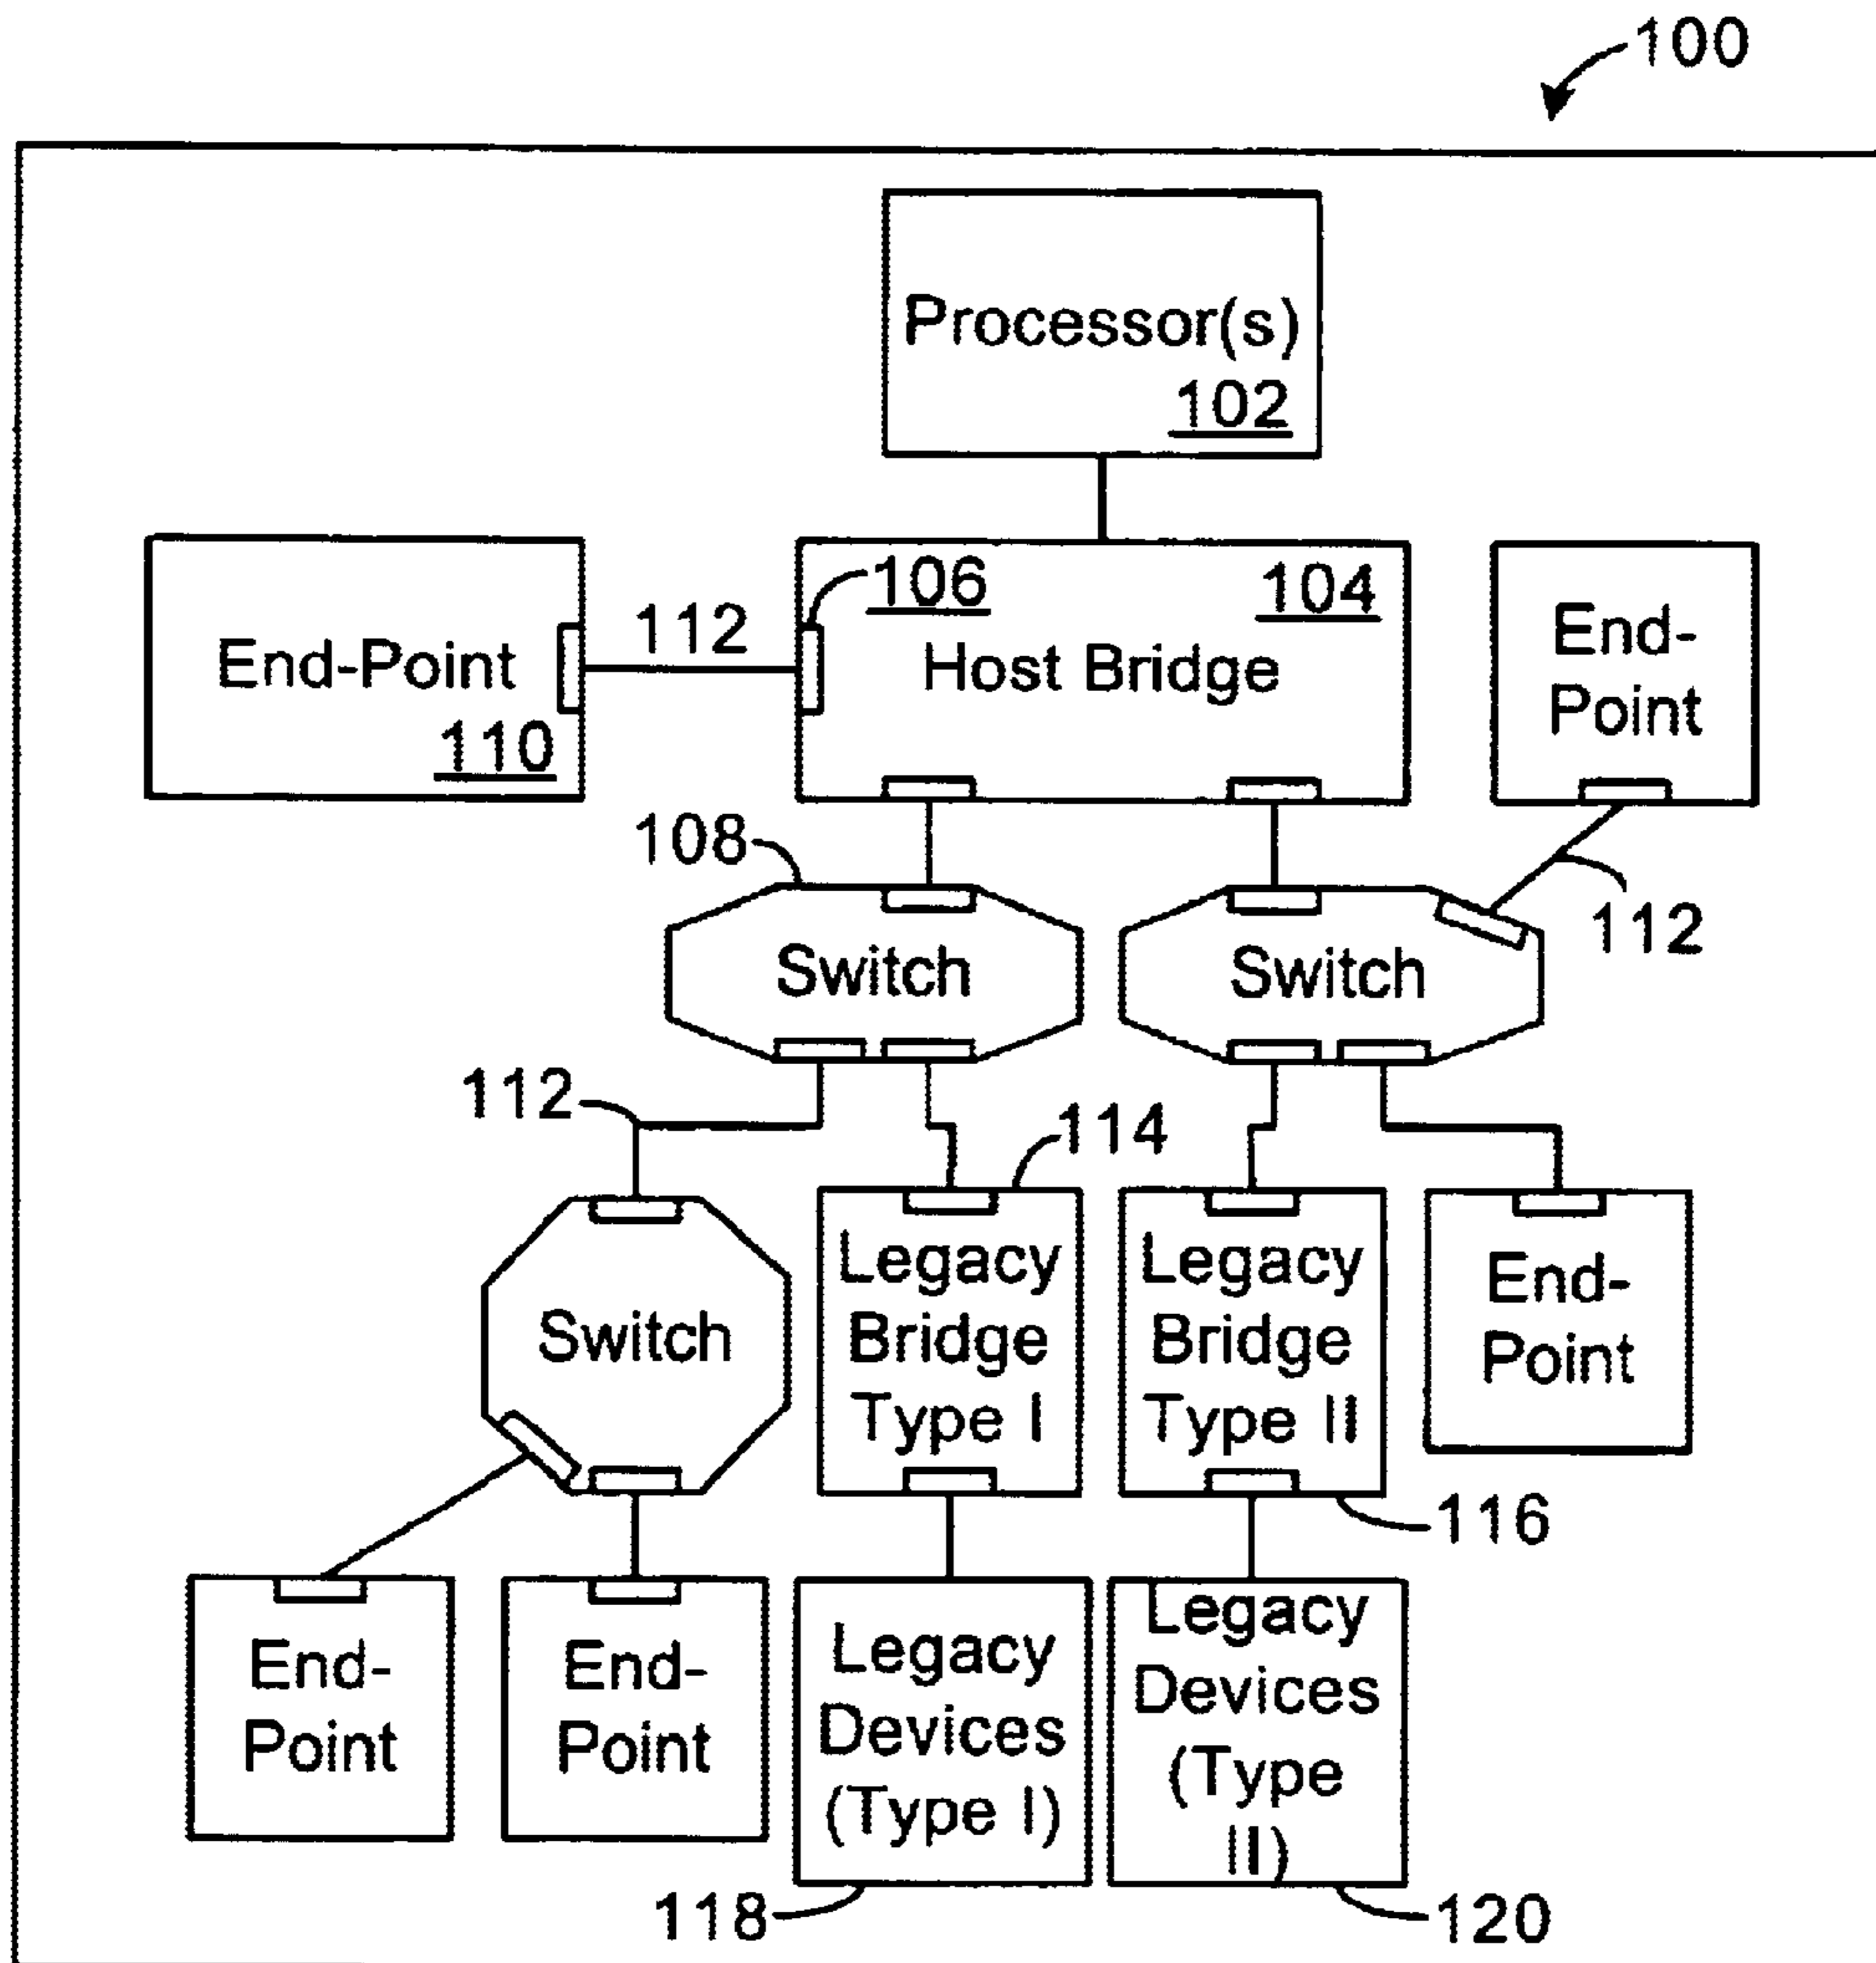 100
Processor(s)
102
106
104
112
End-Point
110
Host Bridge
End-
Point
108
112
Switch
Switch
112
114
Legacy
Bridge
Type I
Legacy
Bridge
Type II
End-
Point
Switch
116
End-
Point
End-
Point
Legacy
Devices
(Type I)
Legacy
Devices
(Type
II)
118
120